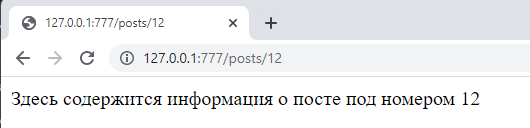 127.0.0.1:777/posts/12
127.0.0.1:777/posts/12
Здесь содержится информация о посте под номером 12